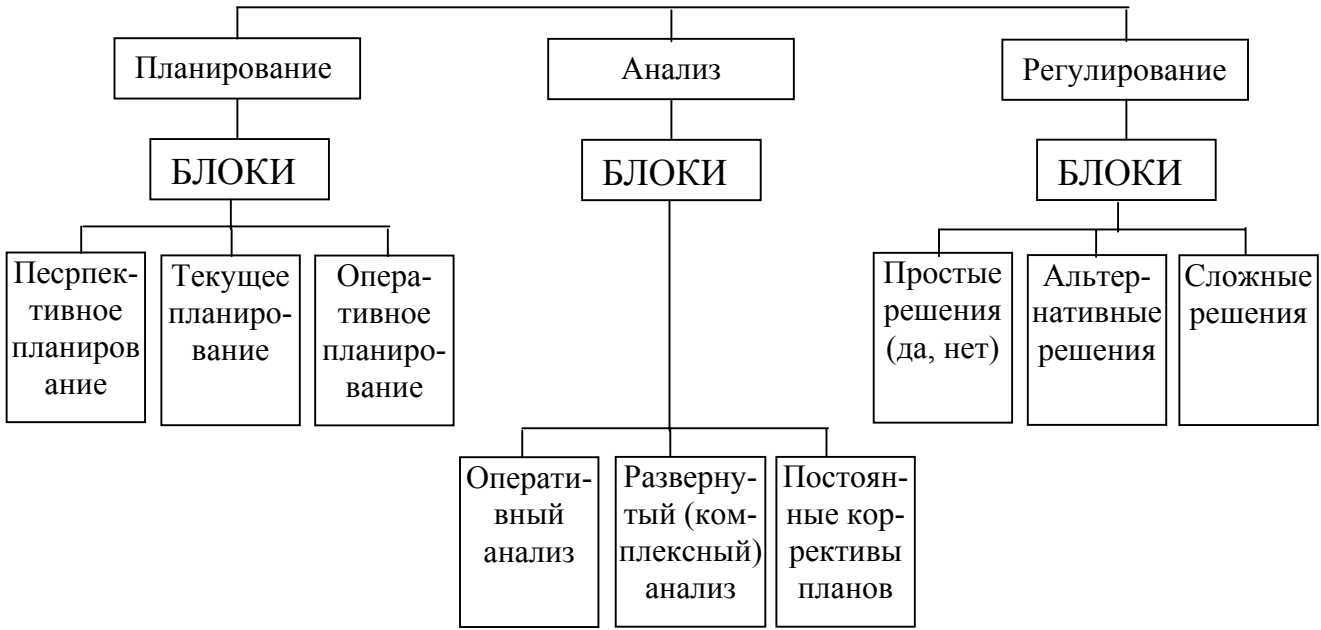 Планирование
Анализ
Регулирование
БЛОКИ
БЛОКИ
БЛОКИ
Песрпек-
тивное
планиров
ание
Текущее
планиро-
вание
Опера-
тивное
планиро-
вание
Простые
решения
(да, нет)
Альтер-
нативные
решения
Сложные
решения
Операти-
вный
анализ
Разверну-
тый (ком-
плексный)
анализ
Постоян-
ные кор-
рективы
планов